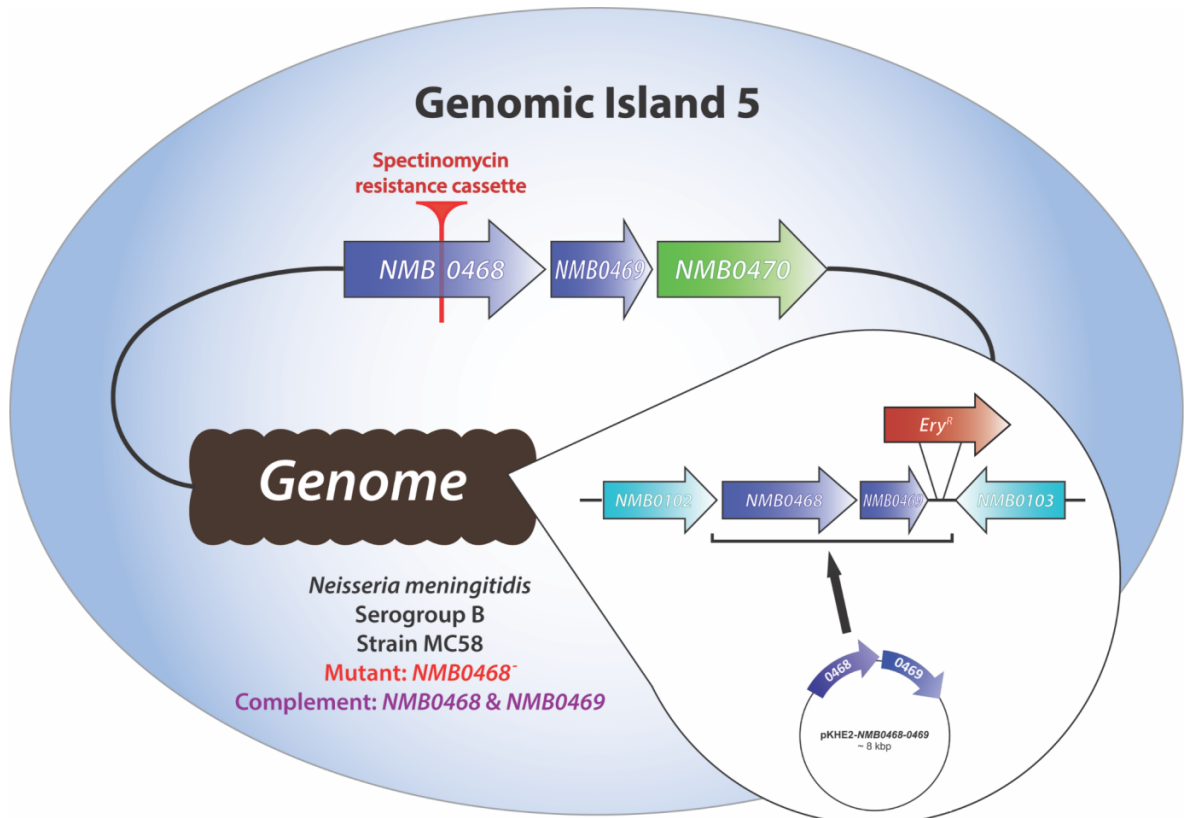 Genomic Island 5
Spectinomycin
resistance cassette
NMB 0468
NMB0469
NMB0470
Genome
Ery^R
NMB0102
NMB0468
NMB0469
NMB0103
Neisseria meningitidis
Serogroup B
Strain MC58
Mutant: NMB0468⁻
Complement: NMB0468 & NMB0469
0468
0469
pKHE2-NMB0468-0469
~ 8 kbp